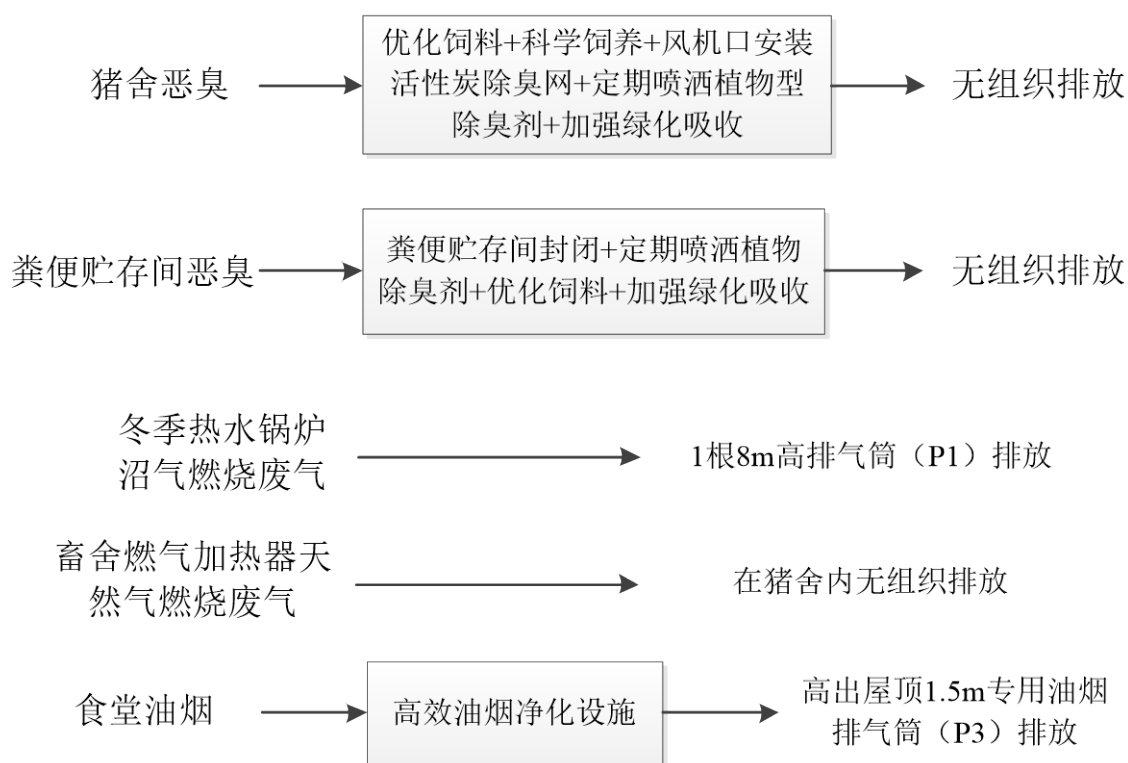 猪舍恶臭
优化饲料+科学饲养+风机口安装
活性炭除臭网+定期喷洒植物型
除臭剂+加强绿化吸收
无组织排放
粪便贮存间恶臭
粪便贮存间封闭+定期喷洒植物
除臭剂+优化饲料+加强绿化吸收
无组织排放
冬季热水锅炉
沼气燃烧废气
1根8m高排气筒（P1）排放
畜舍燃气加热器天
然气燃烧废气
在猪舍内无组织排放
食堂油烟
高效油烟净化设施
高出屋顶1.5m专用油烟
排气筒（P3）排放